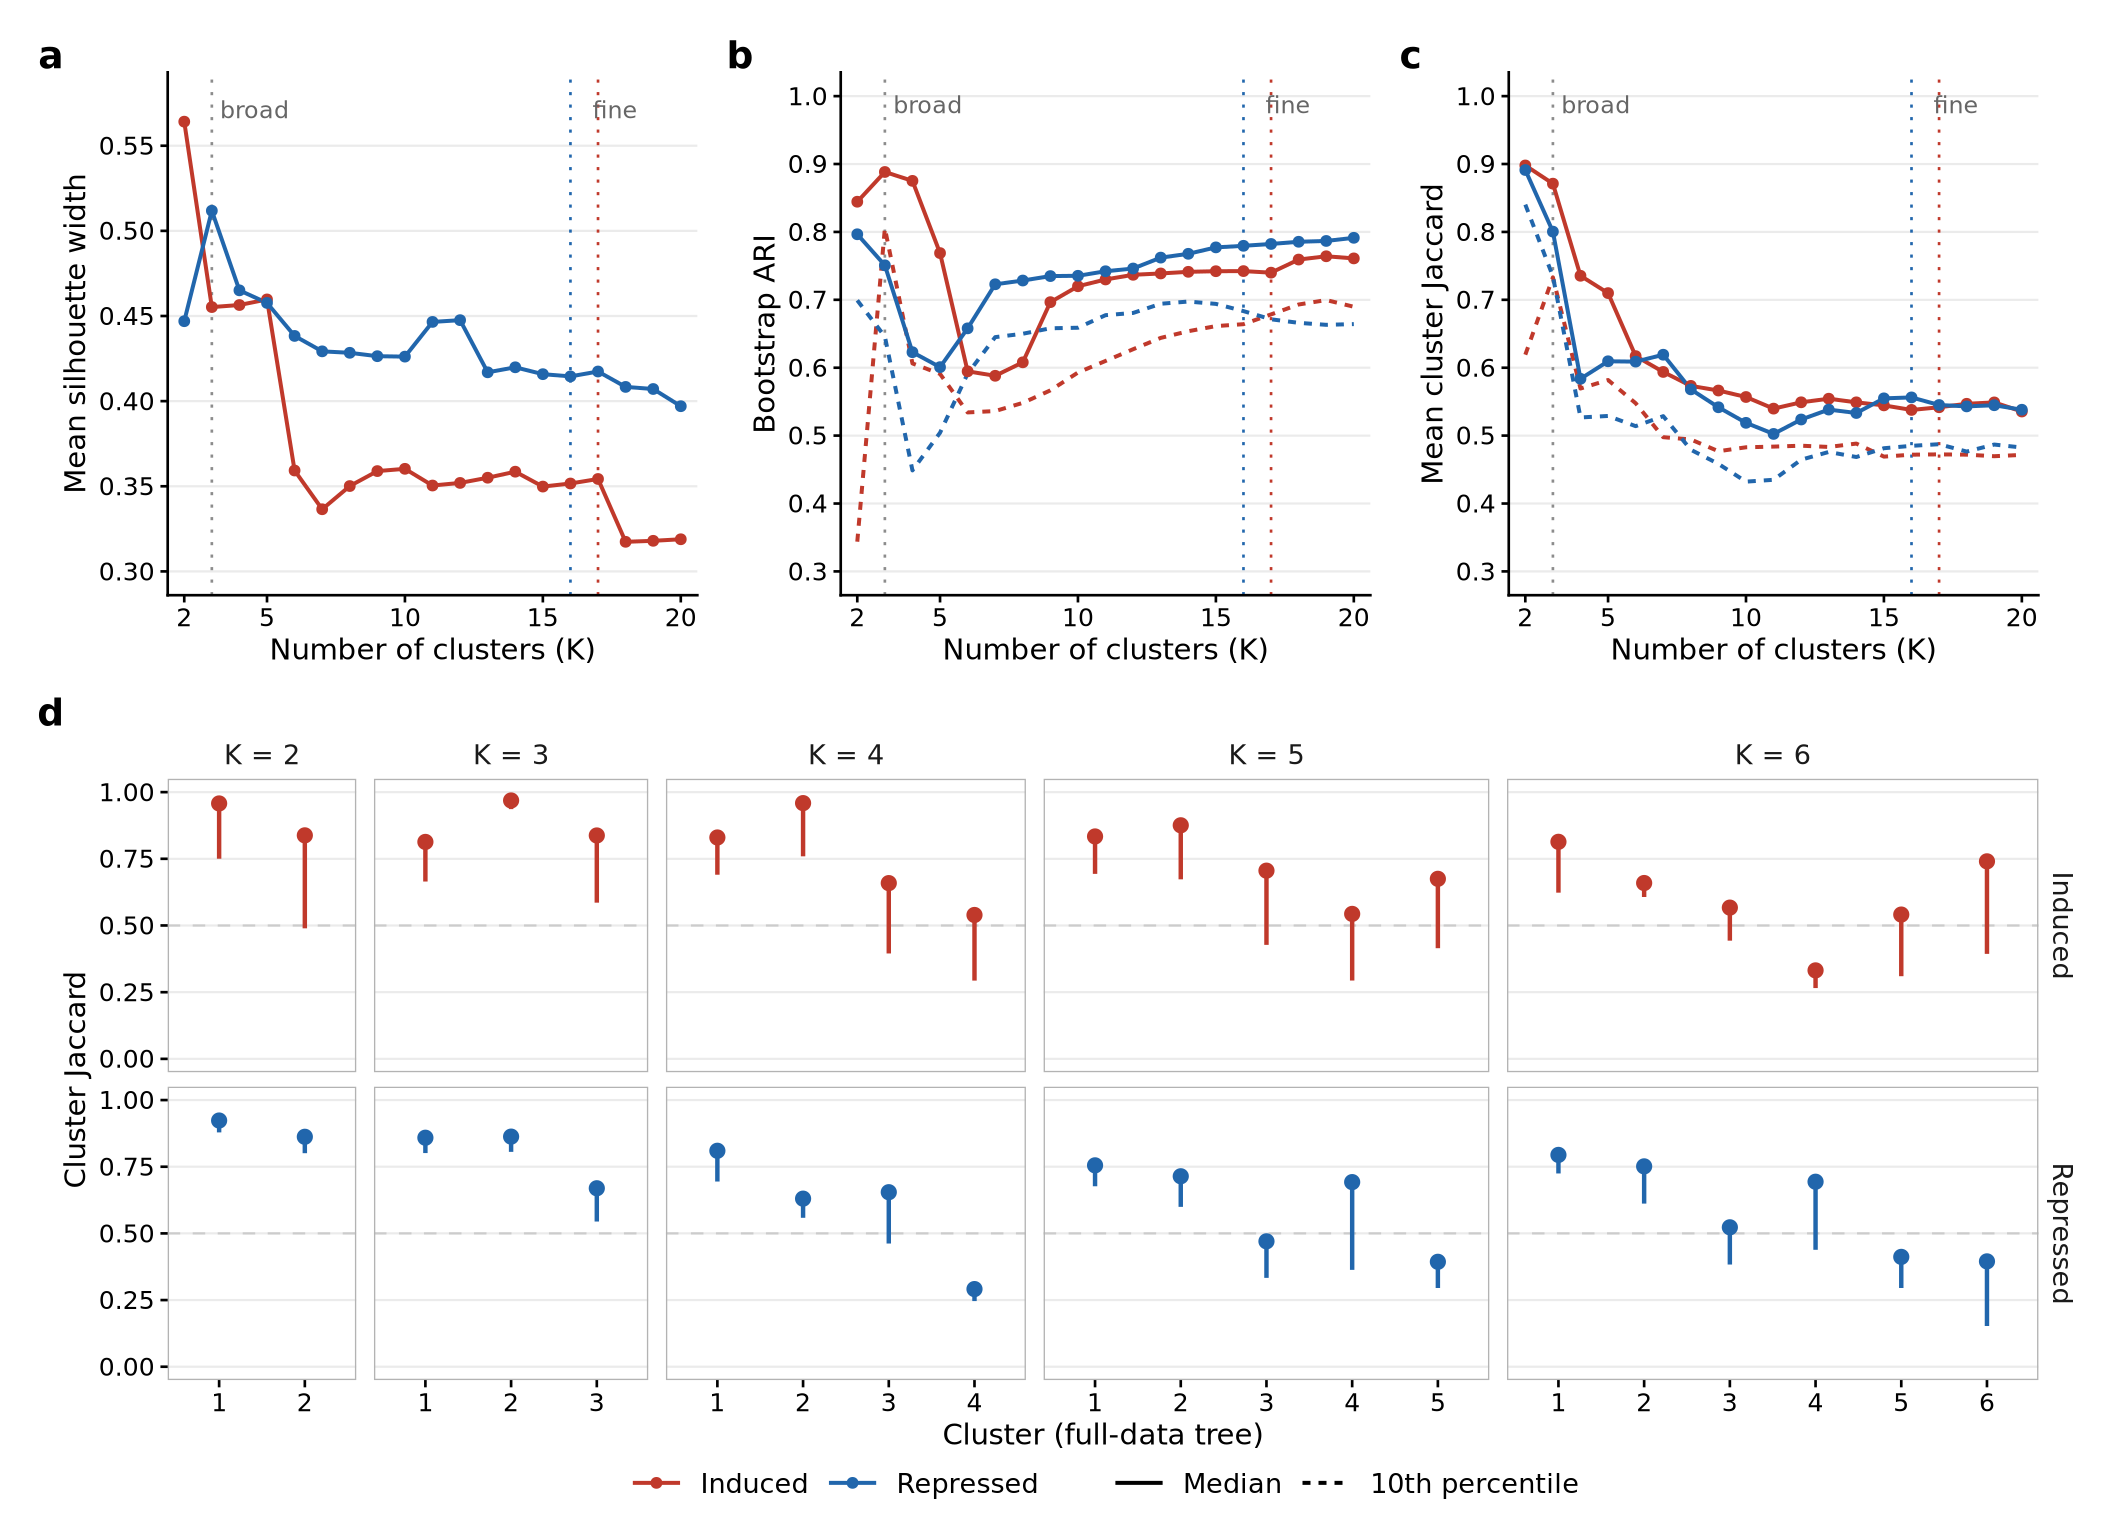 a
broad
fine
0.55
0.50
0.45
0.40
0.35
0.30
Mean silhouette width
2 5 10 15 20
Number of clusters (K)
b
broad
fine
1.0
0.9
0.8
0.7
0.6
0.5
0.4
0.3
Bootstrap ARI
2 5 10 15 20
Number of clusters (K)
c
broad
fine
1.0
0.9
0.8
0.7
0.6
0.5
0.4
0.3
Mean cluster Jaccard
2 5 10 15 20
Number of clusters (K)
d
K = 2 K = 3 K = 4 K = 5 K = 6
1.00
0.75
0.50
0.25
0.00
Induced
Cluster Jaccard
1.00
0.75
0.50
0.25
0.00
Repressed
1 2 1 2 3 1 2 3 4 1 2 3 4 5 1 2 3 4 5 6
Cluster (full-data tree)
Induced Repressed Median 10th percentile